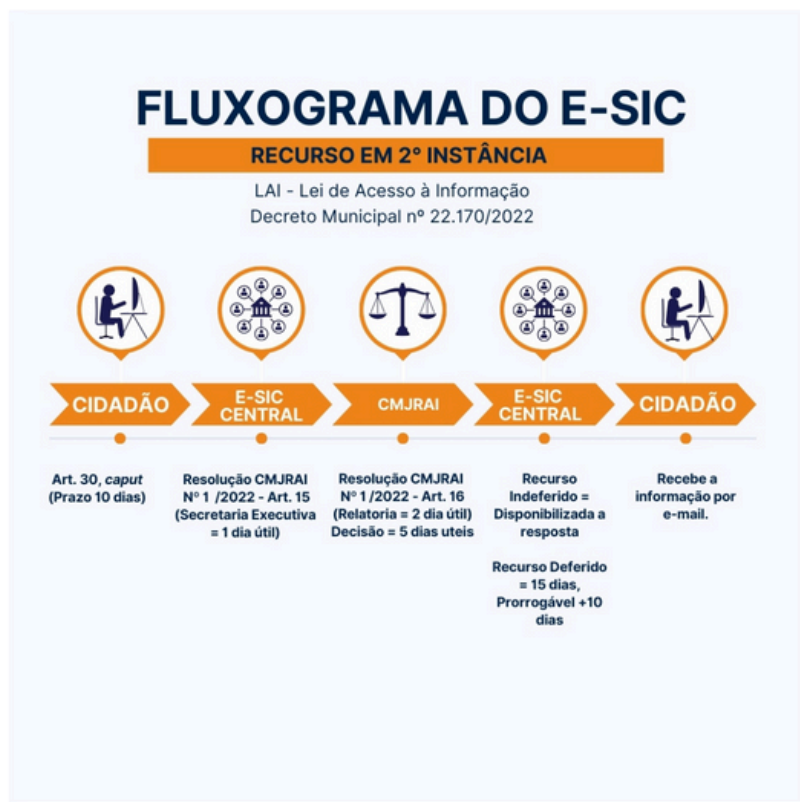 FLUXOGRAMA DO E-SIC
RECURSO EM 2° INSTÂNCIA
LAI - Lei de Acesso à Informação
Decreto Municipal nº 22.170/2022
CIDADÃO
E-SIC
CENTRAL
CMJRAI
E-SIC
CENTRAL
CIDADÃO
Art. 30, caput
(Prazo 10 dias)
Resolução CMJRAI
Nº 1 /2022 - Art. 15
(Secretaria Executiva
= 1 dia útil)
Resolução CMJRAI
Nº 1 /2022 - Art. 16
(Relatoria = 2 dia útil)
Decisão = 5 dias uteis
Recurso
Indeferido =
Disponibilizada a
resposta
Recurso Deferido
= 15 dias,
Prorrogável +10
dias
Recebe a
informação por
e-mail.